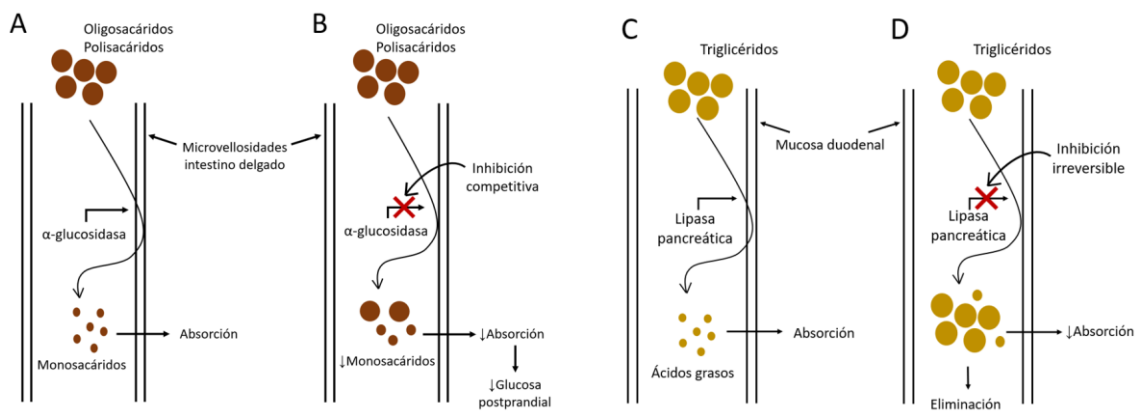 A
Oligosacáridos
Polisacáridos
α-glucosidasa
Monosacáridos
Absorción
Microvellosidades
intestino delgado
B
Oligosacáridos
Polisacáridos
Inhibición
competitiva
α-glucosidasa
↓Monosacáridos
↓Absorción
↓Glucosa
postprandial
C
Triglicéridos
Lipasa
pancreática
Ácidos grasos
Absorción
Mucosa duodenal
D
Triglicéridos
Inhibición
irreversible
Lipasa
pancreática
↓Absorción
Eliminación